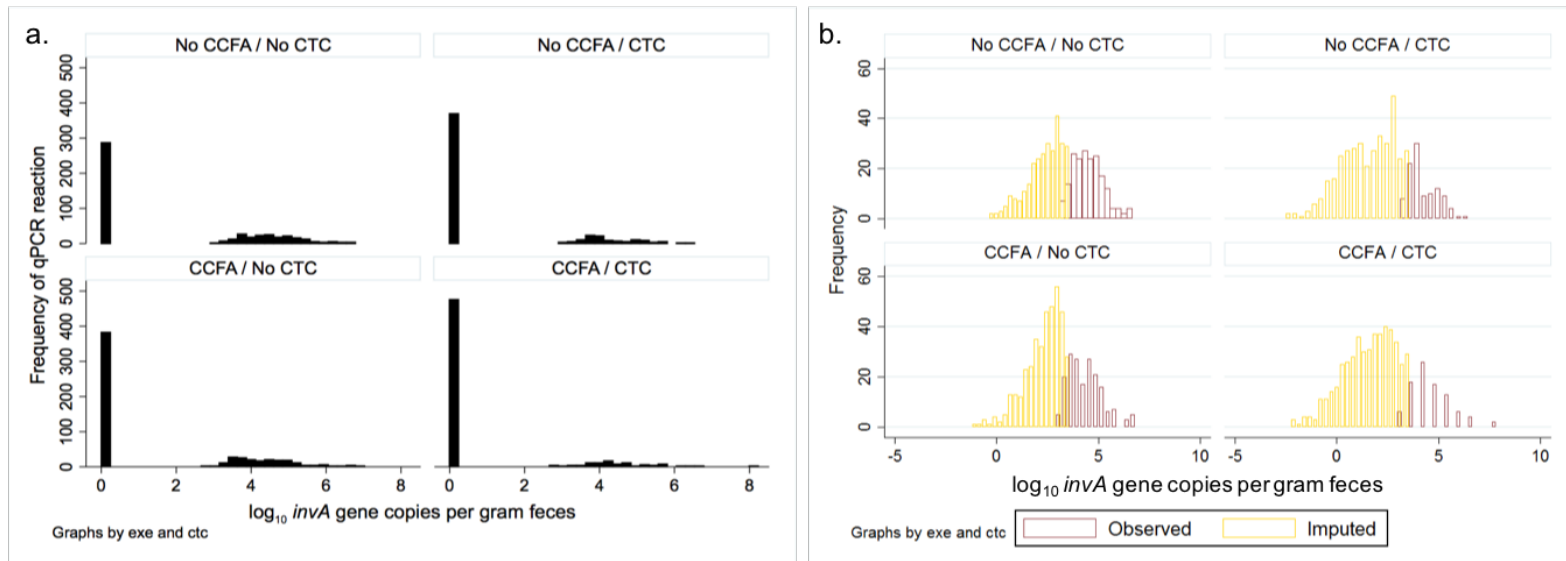 a.
No CCFA / No CTC
No CCFA / CTC
500
400
300
200
100
0
CCFA / No CTC
CCFA / CTC
500
400
300
200
100
0
Frequency of qPCR reaction
0 2 4 6 8
0 2 4 6 8
log₁₀ invA gene copies per gram feces
Graphs by exe and ctc
b.
No CCFA / No CTC
No CCFA / CTC
60
40
20
0
CCFA / No CTC
CCFA / CTC
60
40
20
0
Frequency
-5 0 5 10
-5 0 5 10
log₁₀ invA gene copies per gram feces
Graphs by exe and ctc
Observed
Imputed